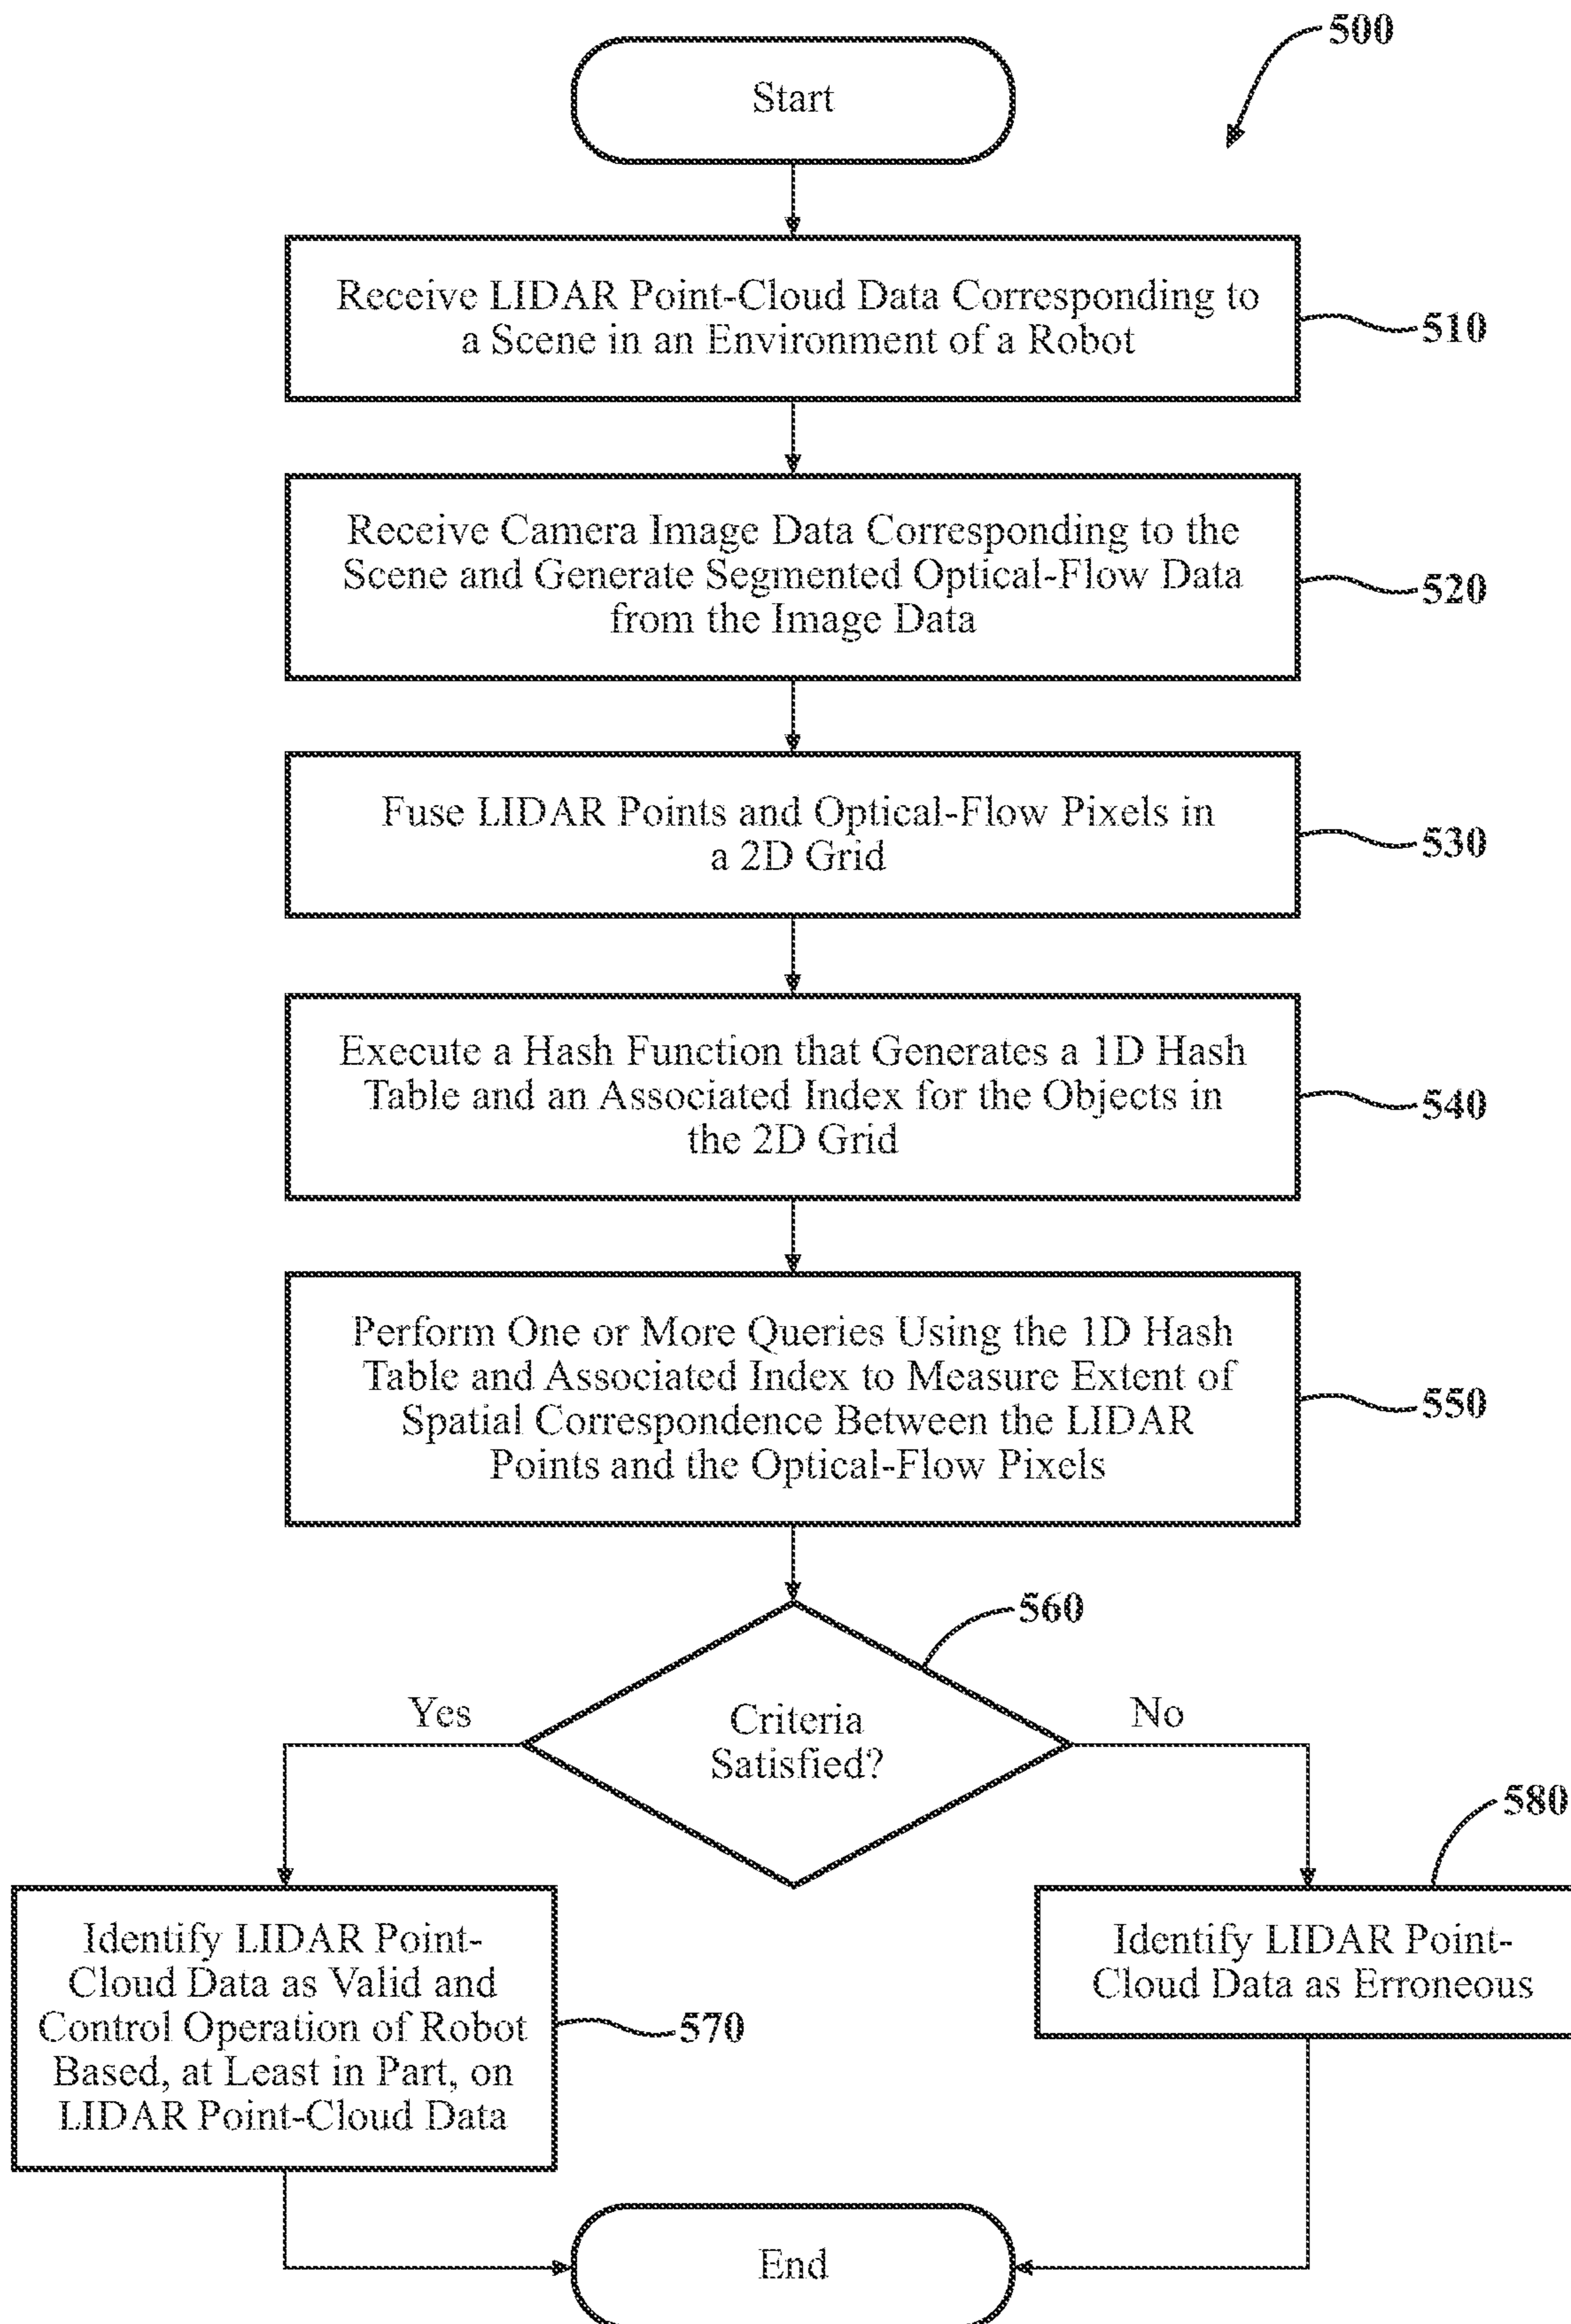 500
Start
Receive LIDAR Point-Cloud Data Corresponding to
a Scene in an Environment of a Robot
510
Receive Camera Image Data Corresponding to the
Scene and Generate Segmented Optical-Flow Data
from the Image Data
520
Fuse LIDAR Points and Optical-Flow Pixels in
a 2D Grid
530
Execute a Hash Function that Generates a 1D Hash
Table and an Associated Index for the Objects in
the 2D Grid
540
Perform One or More Queries Using the 1D Hash
Table and Associated Index to Measure Extent of
Spatial Correspondence Between the LIDAR
Points and the Optical-Flow Pixels
550
560
Yes
Criteria
Satisfied?
No
580
Identify LIDAR Point-
Cloud Data as Valid and
Control Operation of Robot
Based, at Least in Part, on
LIDAR Point-Cloud Data
570
Identify LIDAR Point-
Cloud Data as Erroneous
End